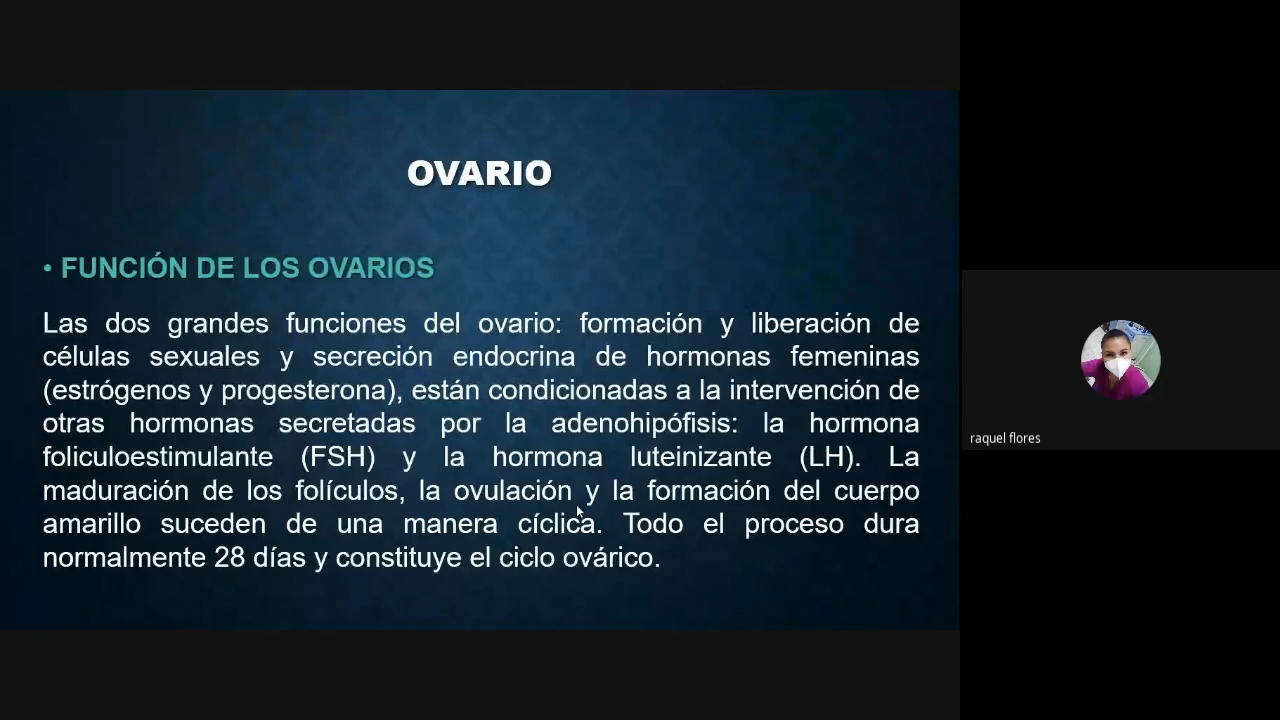 OVARIO
• FUNCIÓN DE LOS OVARIOS
Las dos grandes funciones del ovario: formación y liberación de
células sexuales y secreción endocrina de hormonas femeninas
(estrógenos y progesterona), están condicionadas a la intervención de
otras hormonas secretadas por la adenohipófisis: la hormona
foliculoestimulante (FSH) y la hormona luteinizante (LH). La
maduración de los folículos, la ovulación y la formación del cuerpo
amarillo suceden de una manera cíclica. Todo el proceso dura
normalmente 28 días y constituye el ciclo ovárico.
raquel flores